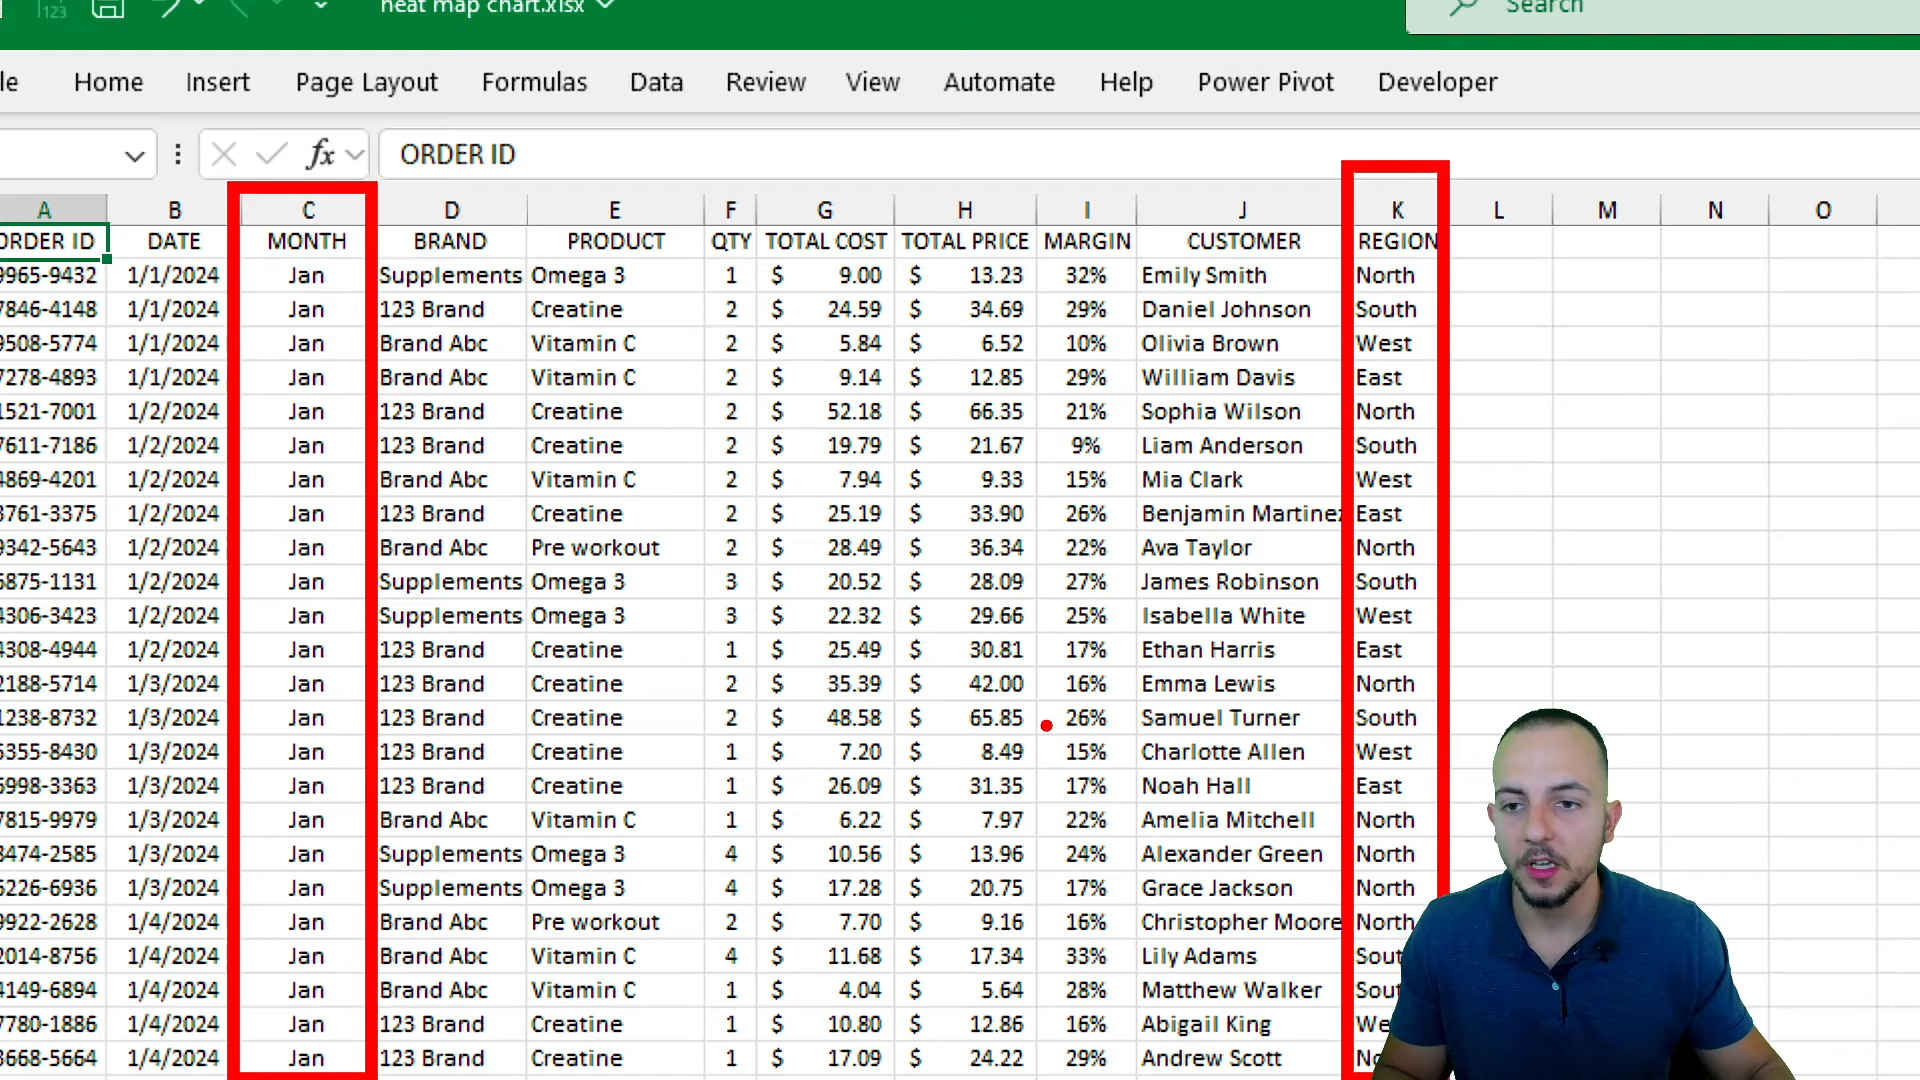 123
heat map chart.xlsx
Search
le Home Insert Page Layout Formulas Data Review View Automate Help Power Pivot Developer
fx ORDER ID
A B C D E F G H I J K L M N O
ORDER ID DATE MONTH BRAND PRODUCT QTY TOTAL COST TOTAL PRICE MARGIN CUSTOMER REGION
9965-9432 1/1/2024 Jan Supplements Omega 3 1 $ 9.00 $ 13.23 32% Emily Smith North
7846-4148 1/1/2024 Jan 123 Brand Creatine 2 $ 24.59 $ 34.69 29% Daniel Johnson South
9508-5774 1/1/2024 Jan Brand Abc Vitamin C 2 $ 5.84 $ 6.52 10% Olivia Brown West
7278-4893 1/1/2024 Jan Brand Abc Vitamin C 2 $ 9.14 $ 12.85 29% William Davis East
1521-7001 1/2/2024 Jan 123 Brand Creatine 2 $ 52.18 $ 66.35 21% Sophia Wilson North
7611-7186 1/2/2024 Jan 123 Brand Creatine 2 $ 19.79 $ 21.67 9% Liam Anderson South
4869-4201 1/2/2024 Jan Brand Abc Vitamin C 2 $ 7.94 $ 9.33 15% Mia Clark West
3761-3375 1/2/2024 Jan 123 Brand Creatine 2 $ 25.19 $ 33.90 26% Benjamin Martinez East
9342-5643 1/2/2024 Jan Brand Abc Pre workout 2 $ 28.49 $ 36.34 22% Ava Taylor North
5875-1131 1/2/2024 Jan Supplements Omega 3 3 $ 20.52 $ 28.09 27% James Robinson South
4306-3423 1/2/2024 Jan Supplements Omega 3 3 $ 22.32 $ 29.66 25% Isabella White West
4308-4944 1/2/2024 Jan 123 Brand Creatine 1 $ 25.49 $ 30.81 17% Ethan Harris East
2188-5714 1/3/2024 Jan 123 Brand Creatine 2 $ 35.39 $ 42.00 16% Emma Lewis North
1238-8732 1/3/2024 Jan 123 Brand Creatine 2 $ 48.58 $ 65.85 26% Samuel Turner South
5355-8430 1/3/2024 Jan 123 Brand Creatine 1 $ 7.20 $ 8.49 15% Charlotte Allen West
5998-3363 1/3/2024 Jan 123 Brand Creatine 1 $ 26.09 $ 31.35 17% Noah Hall East
7815-9979 1/3/2024 Jan Brand Abc Vitamin C 1 $ 6.22 $ 7.97 22% Amelia Mitchell North
3474-2585 1/3/2024 Jan Supplements Omega 3 4 $ 10.56 $ 13.96 24% Alexander Green North
5226-6936 1/3/2024 Jan Supplements Omega 3 4 $ 17.28 $ 20.75 17% Grace Jackson North
9922-2628 1/4/2024 Jan Brand Abc Pre workout 2 $ 7.70 $ 9.16 16% Christopher Moore North
2014-8756 1/4/2024 Jan Brand Abc Vitamin C 4 $ 11.68 $ 17.34 33% Lily Adams Sout
4149-6894 1/4/2024 Jan Brand Abc Vitamin C 1 $ 4.04 $ 5.64 28% Matthew Walker Sout
7780-1886 1/4/2024 Jan 123 Brand Creatine 1 $ 10.80 $ 12.86 16% Abigail King We
3668-5664 1/4/2024 Jan 123 Brand Creatine 1 $ 17.09 $ 24.22 29% Andrew Scott No